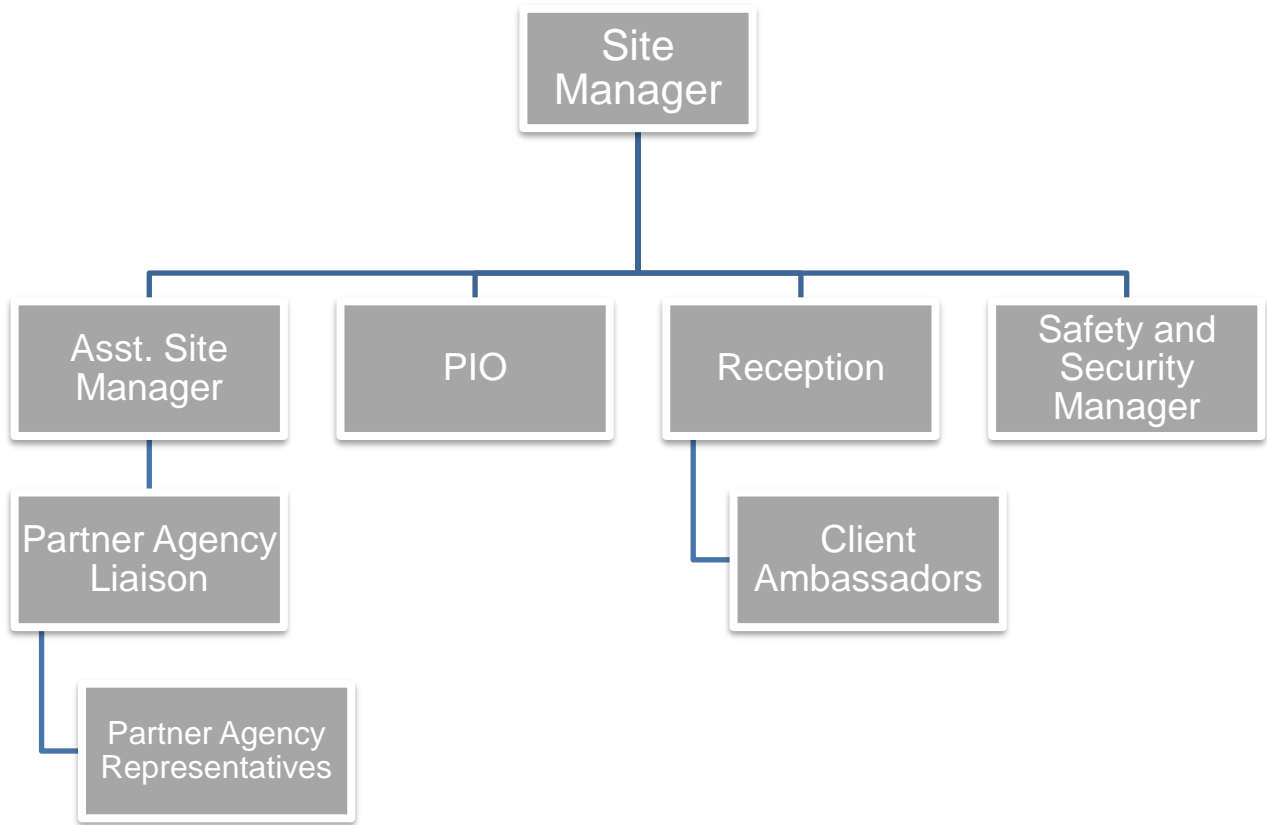 Site
Manager
Asst. Site
Manager
PIO
Reception
Safety and
Security
Manager
Partner Agency
Liaison
Client
Ambassadors
Partner Agency
Representatives